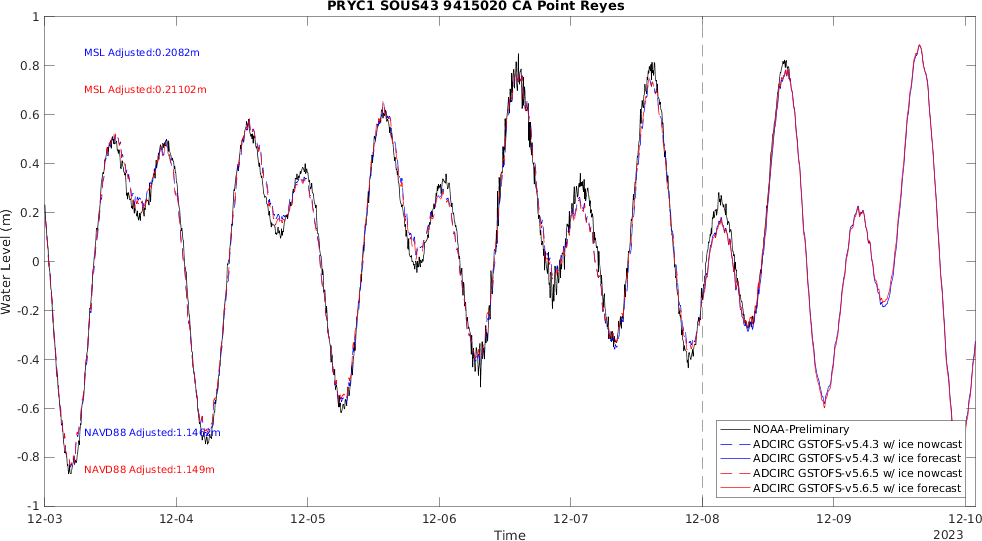 PRYC1 SOUS43 9415020 CA Point Reyes
Water Level (m)
1
0.8
0.6
0.4
0.2
0
-0.2
-0.4
-0.6
-0.8
-1
MSL Adjusted:0.2082m
MSL Adjusted:0.21102m
NAVD88 Adjusted:1.146 m
NAVD88 Adjusted:1.149m
NOAA-Preliminary
ADCIRC GSTOFS-v5.4.3 w/ ice nowcast
ADCIRC GSTOFS-v5.4.3 w/ ice forecast
ADCIRC GSTOFS-v5.6.5 w/ ice nowcast
ADCIRC GSTOFS-v5.6.5 w/ ice forecast
12-03 12-04 12-05 12-06 12-07 12-08 12-09 12-10
Time
2023